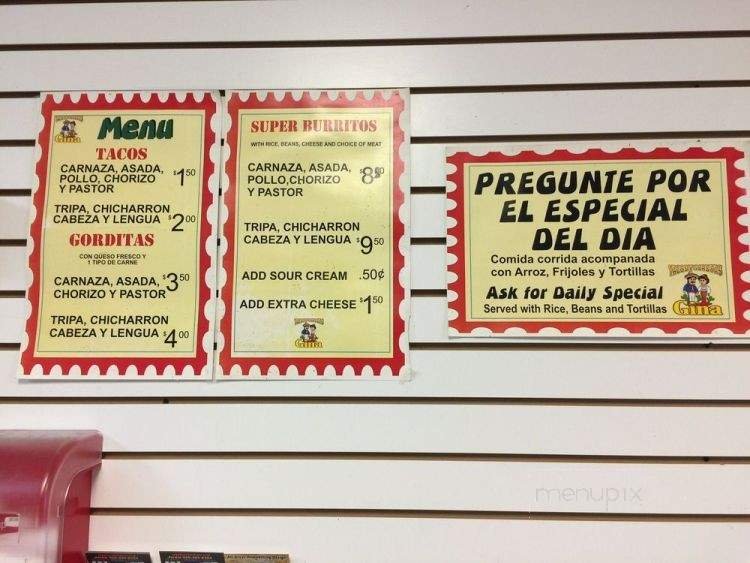 Menu
TACOS
CARNAZA, ASADA,
POLLO, CHORIZO $1 50
Y PASTOR
TRIPA, CHICHARRON
CABEZA Y LENGUA $2 00
GORDITAS
CON QUESO FRESCO Y
1 TIPO DE CARNE
CARNAZA, ASADA, $3 50
CHORIZO Y PASTOR
TRIPA, CHICHARRON
CABEZA Y LENGUA $4 00
Gina
SUPER BURRITOS
WITH RICE, BEANS, CHEESE AND CHOICE OF MEAT
CARNAZA, ASADA,
POLLO,CHORIZO
Y PASTOR
TRIPA, CHICHARRON
CABEZA Y LENGUA $9 50
ADD SOUR CREAM .50¢
ADD EXTRA CHEESE $1 50
Gina
PREGUNTE POR
EL ESPECIAL
DEL DIA
Comida corrida acompanada
con Arroz, Frijoles y Tortillas
Ask for Daily Special
Served with Rice, Beans and Tortillas
Gina
menupix